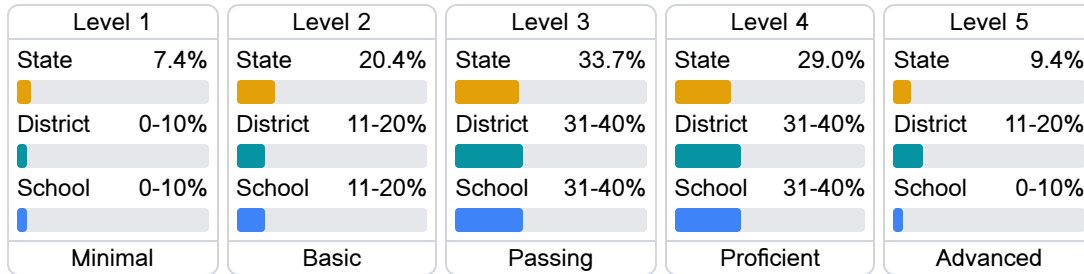 Level 1
State 7.4%
District 0-10%
School 0-10%
Minimal
Level 2
State 20.4%
District 11-20%
School 11-20%
Basic
Level 3
State 33.7%
District 31-40%
School 31-40%
Passing
Level 4
State 29.0%
District 31-40%
School 31-40%
Proficient
Level 5
State 9.4%
District 11-20%
School 0-10%
Advanced